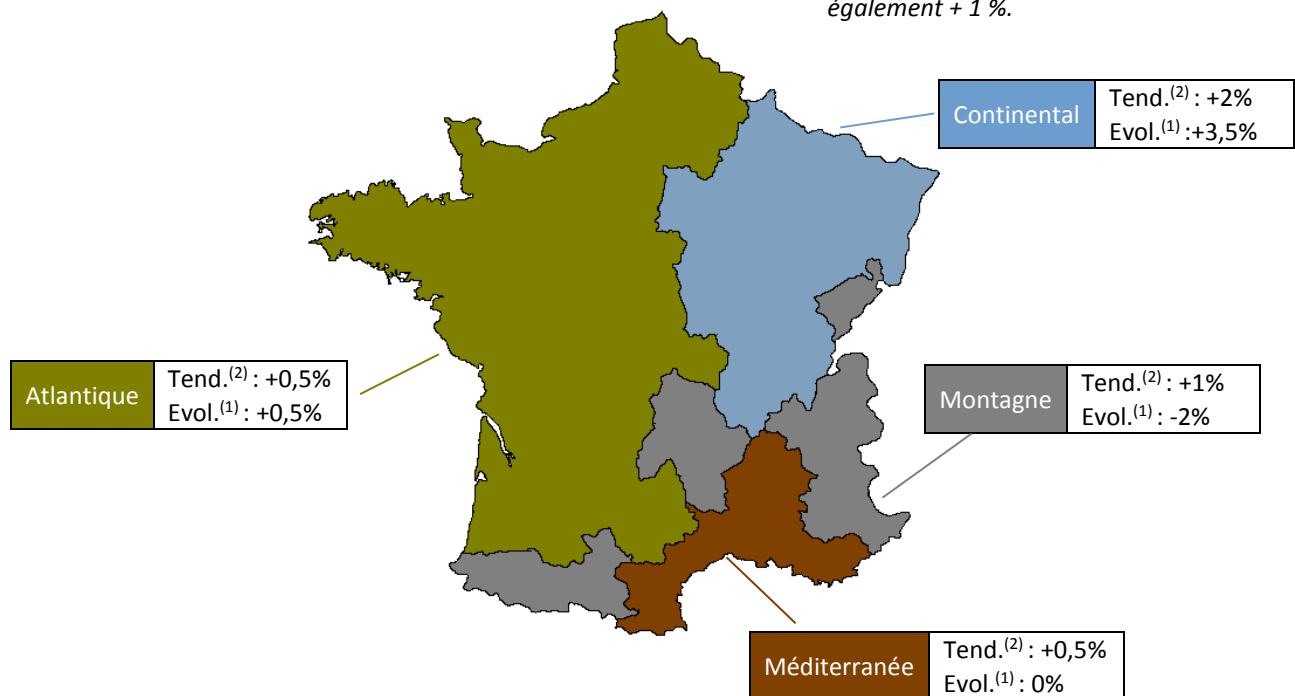 également + 1 %.
Continental
Tend.(2) : +2%
Evol.(1) :+3,5%
Atlantique
Tend.(2) : +0,5%
Evol.(1) : +0,5%
Montagne
Tend.(2) : +1%
Evol.(1) : -2%
Méditerranée
Tend.(2) : +0,5%
Evol.(1) : 0%